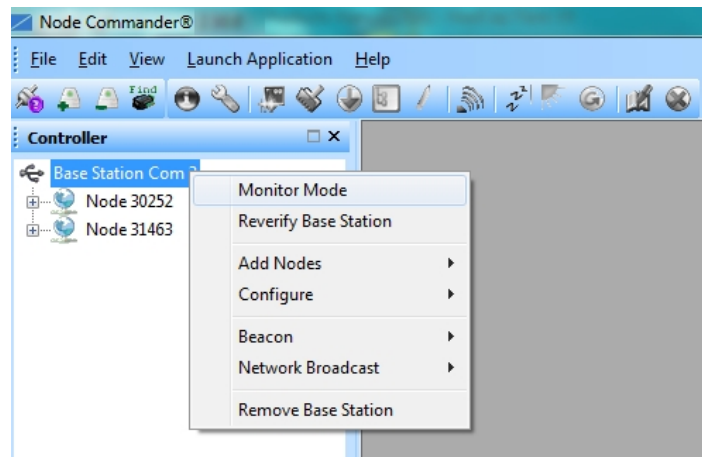 Node Commander®
File Edit View Launch Application Help
Find
Controller
Base Station Com
Node 30252
Node 31463
Monitor Mode
Reverify Base Station
Add Nodes
Configure
Beacon
Network Broadcast
Remove Base Station